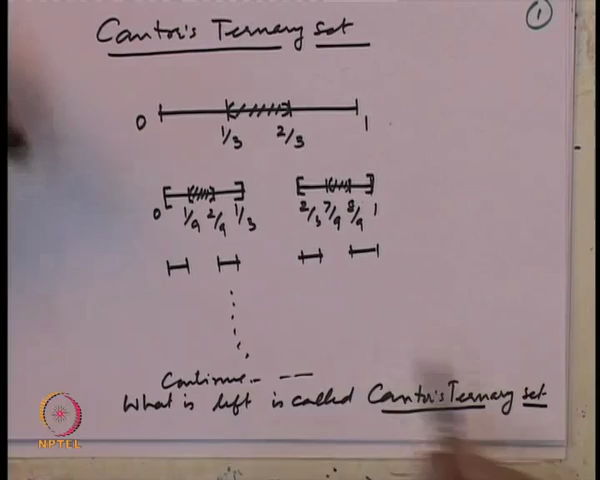 1
Cantor's Ternary set
0 1/3 2/3 1
0 1/9 2/9 1/3 2/3 7/9 8/9 1
Continue.. ---
What is left is called Cantor's Ternary set
NPTEL